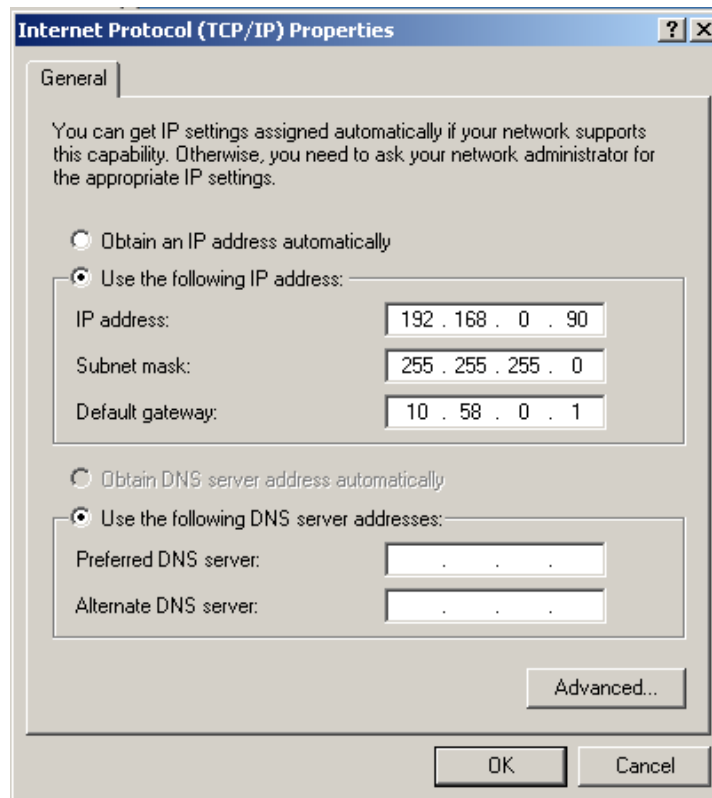 Internet Protocol (TCP/IP) Properties
General
You can get IP settings assigned automatically if your network supports
this capability. Otherwise, you need to ask your network administrator for
the appropriate IP settings.
Obtain an IP address automatically
Use the following IP address:
IP address: 192 . 168 . 0 . 90
Subnet mask: 255 . 255 . 255 . 0
Default gateway: 10 . 58 . 0 . 1
Obtain DNS server address automatically
Use the following DNS server addresses:
Preferred DNS server: . . .
Alternate DNS server: . . .
Advanced...
OK Cancel